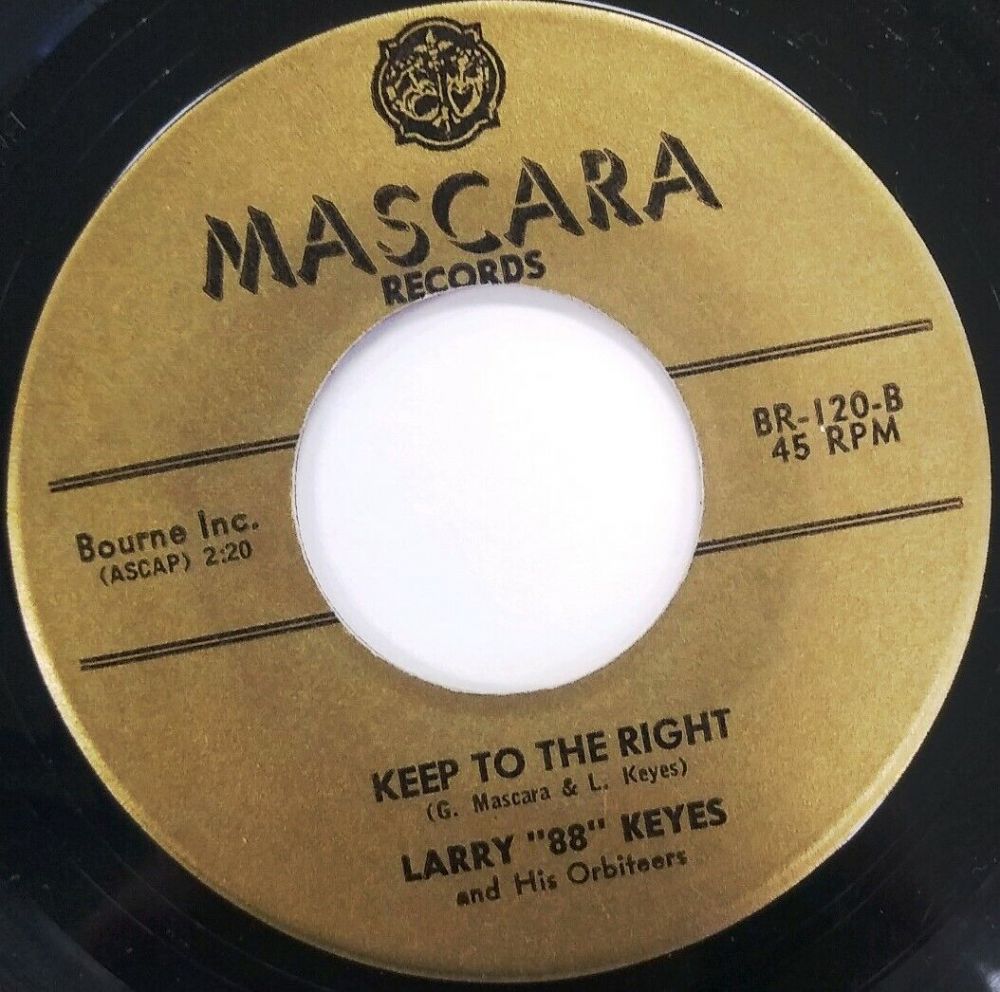 MASCARA
RECORDS
BR-120-B
45 RPM
Bourne Inc.
(ASCAP) 2:20
KEEP TO THE RIGHT
(G. Mascara & L. Keyes)
LARRY "88" KEYES
and His Orbiteers